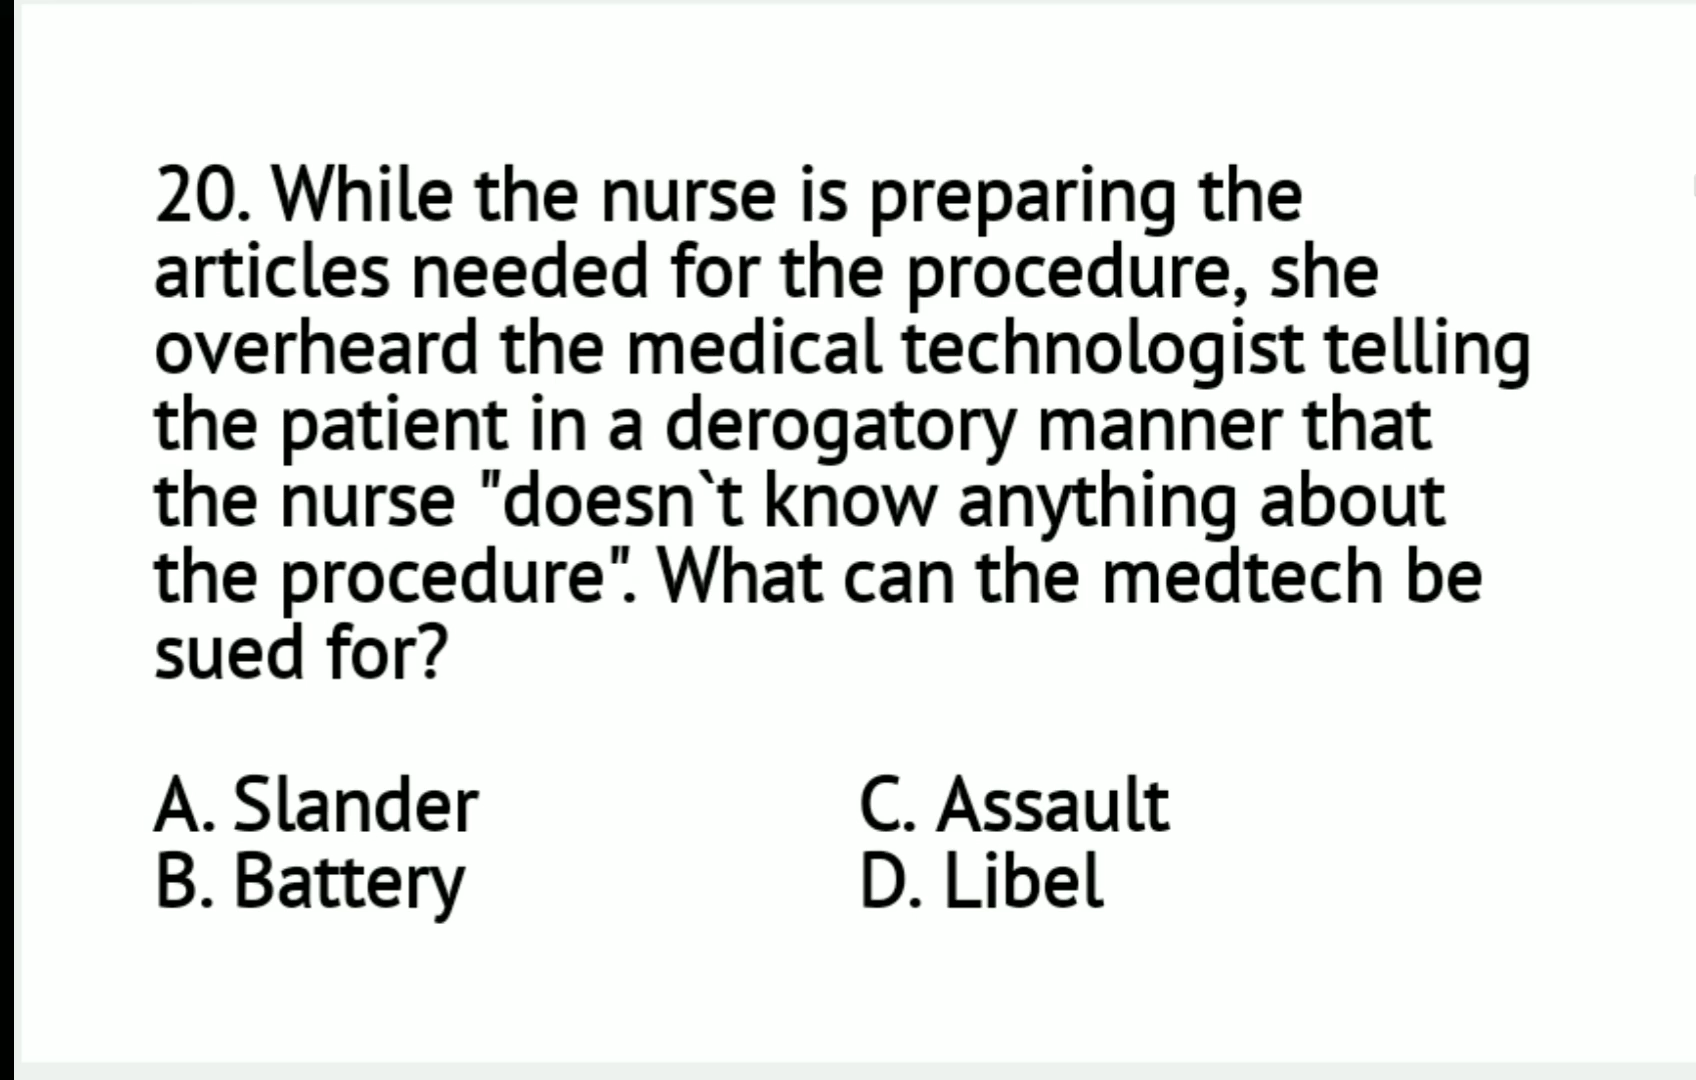 20. While the nurse is preparing the
articles needed for the procedure, she
overheard the medical technologist telling
the patient in a derogatory manner that
the nurse "doesn`t know anything about
the procedure". What can the medtech be
sued for?
A. Slander
B. Battery
C. Assault
D. Libel